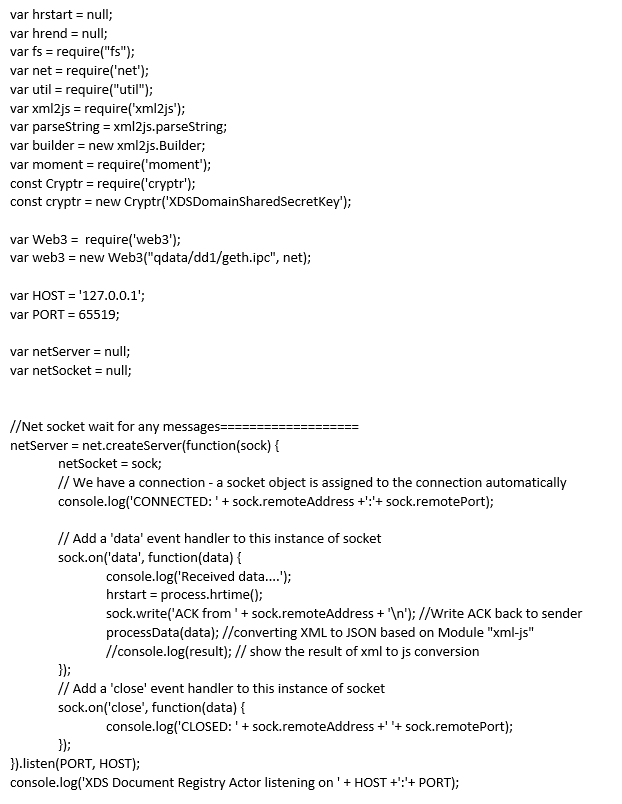 var hrstart = null;
var hrend = null;
var fs = require("fs");
var net = require('net');
var util = require("util");
var xml2js = require('xml2js');
var parseString = xml2js.parseString;
var builder = new xml2js.Builder;
var moment = require('moment');
const Cryptr = require('cryptr');
const cryptr = new Cryptr('XDSDomainSharedSecretKey');

var Web3 =  require('web3');
var web3 = new Web3("qdata/dd1/geth.ipc", net);

var HOST = '127.0.0.1';
var PORT = 65519;

var netServer = null;
var netSocket = null;


//Net socket wait for any messages===================
netServer = net.createServer(function(sock) {
	netSocket = sock;
	// We have a connection - a socket object is assigned to the connection automatically
	console.log('CONNECTED: ' + sock.remoteAddress +':'+ sock.remotePort);

	// Add a 'data' event handler to this instance of socket
	sock.on('data', function(data) {
		console.log('Received data....');
		hrstart = process.hrtime();
		sock.write('ACK from ' + sock.remoteAddress + '\n'); //Write ACK back to sender
		processData(data); //converting XML to JSON based on Module "xml-js"
		//console.log(result); // show the result of xml to js conversion
	});
	// Add a 'close' event handler to this instance of socket
	sock.on('close', function(data) {
		console.log('CLOSED: ' + sock.remoteAddress +' '+ sock.remotePort);
	});
}).listen(PORT, HOST);
console.log('XDS Document Registry Actor listening on ' + HOST +':'+ PORT);